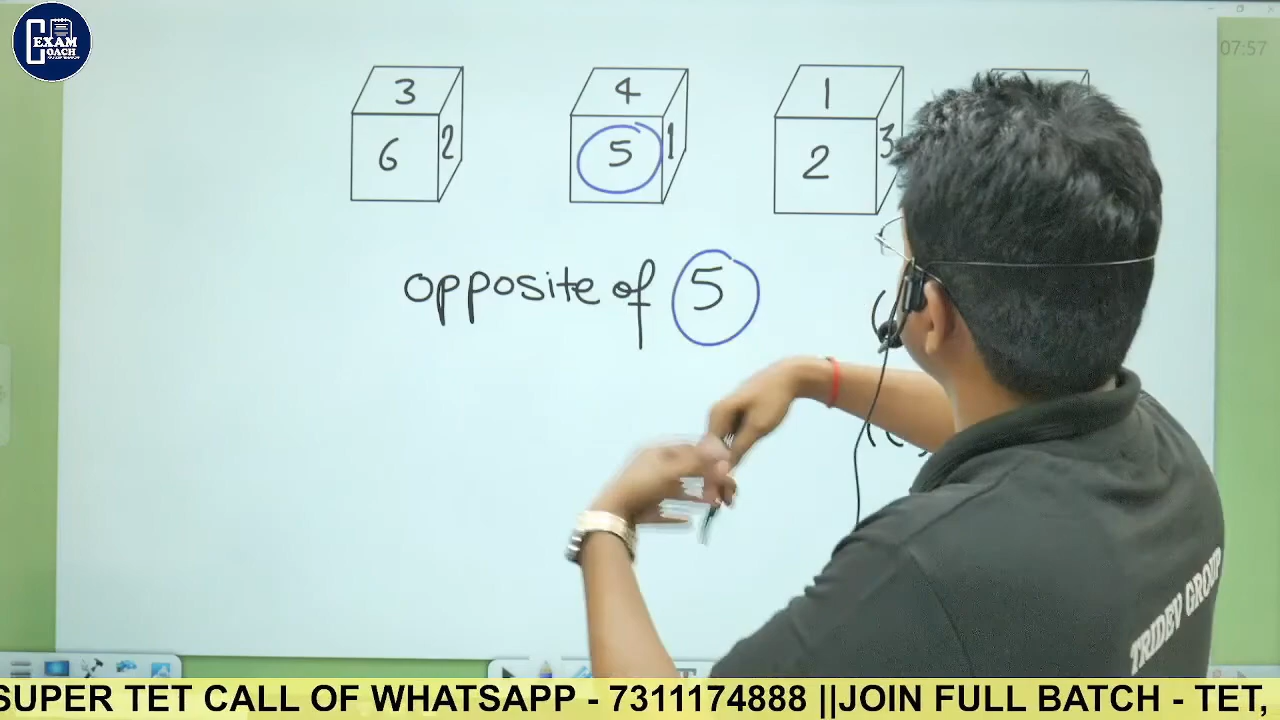 EXAM
COACH
07:57
3 4 1
6 2 5 1 2 3
opposite of 5
TRIDEV GROUP
SUPER TET CALL OF WHATSAPP - 7311174888 ||JOIN FULL BATCH - TET,